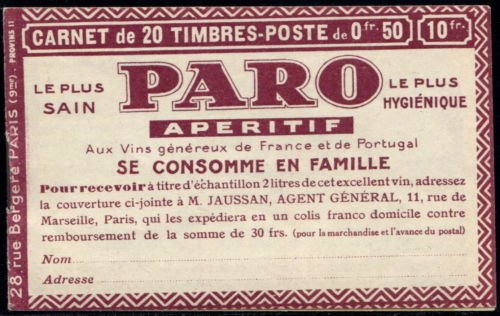 CARNET de 20 TIMBRES-POSTE de 0fr.50 10fr.
LE PLUS SAIN
PARO
LE PLUS HYGIÉNIQUE
APERITIF
Aux Vins généreux de France et de Portugal
SE CONSOMME EN FAMILLE
Pour recevoir à titre d'échantillon 2 litres de cet excellent vin, adressez
la couverture ci-jointe à M. JAUSSAN, AGENT GÉNÉRAL, 11, rue de
Marseille, Paris, qui les expédiera en un colis franco domicile contre
remboursement de la somme de 30 frs. (pour la marchandise et l'avance du postal)
Nom
Adresse
28, rue Bergère PARIS (9me). PROVINS II